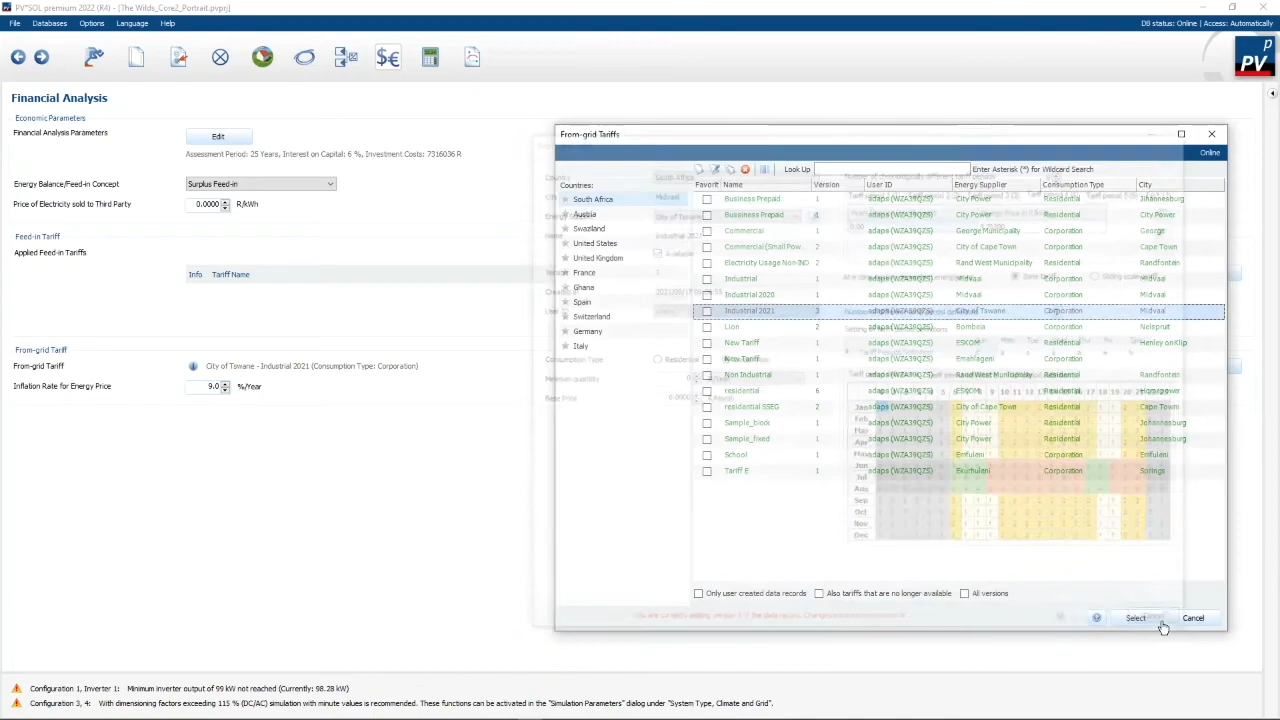 PV*SOL premium 2022 (R4) - [The Wilds_Core2_Portrait.pvprj]
File Databases Options Language Help DB status: Online | Access: Automatically
p
PV
Financial Analysis
Economic Parameters
Financial Analysis Parameters Edit
Assessment Period: 25 Years, Interest on Capital: 6 %, Investment Costs: 7316036 R
Energy Balance/Feed-in Concept Surplus Feed-in
Price of Electricity sold to Third Party 0.0000 R/kWh
Feed-in Tariff
Applied Feed-in Tariffs
Info Tariff Name
From-grid Tariff
From-grid Tariff City of Towane - Industrial 2021 (Consumption Type: Corporation)
Inflation Rate for Energy Price 9.0 %/Year
From-grid Tariffs
Online
Look Up Enter Asterisk (*) for Wildcard Search
Countries:
South Africa
Austria
Swaziland
United States
United Kingdom
France
Ghana
Spain
Switzerland
Germany
Italy
Favorit Name Version User ID Energy Supplier Consumption Type City
Business Prepaid 1 adaps (WZA39QZS) City Power Residential Jihannesburg
Bussiness Prepaid 1 adaps (WZA39QZS) City Power Residential City Power
Commercial 1 adaps (WZA39QZS) George Municipality Corporation George
Commercial (Small Pow 2 adaps (WZA39QZS) City of Cape Town Corporation Cape Town
Electricity Usage Non-IND 2 adaps (WZA39QZS) Rand West Municipality Residential Randfontein
Industrial 1 adaps (WZA39QZS) Midvaal Corporation Midvaal
Industrial 2020 1 adaps (WZA39QZS) Midvaal Corporation Midvaal
Industrial 2021 3 adaps (WZA39QZS) City of Tawane Corporation Midvaal
Lion 2 adaps (WZA39QZS) Bombela Corporation Nelspruit
New Tariff 1 adaps (WZA39QZS) ESKOM Residential Henley onKlip
New Tariff 1 adaps (WZA39QZS) Emahlageni Corporation
Non Industrial 1 adaps (WZA39QZS) Rand West Municipality Residential Randfontein
residential 6 adaps (WZA39QZS) ESKOM Residential
residential SSEG 2 adaps (WZA39QZS) City of Cape Town Residential Cape Town
Sample_block 1 adaps (WZA39QZS) City Power Residential Johannesburg
Sample_fixed 1 adaps (WZA39QZS) City Power Residential Johannesburg
School 1 adaps (WZA39QZS) Emfuleni Corporation Emfuleni
Tariff E 1 adaps (WZA39QZS) Ekurhuleni Corporation Springs
Only user created data records Also tariffs that are no longer available All versions
Select Cancel
Configuration 1, Inverter 1: Minimum inverter output of 99 kW not reached (Currently: 98.28 kW)
Configuration 3, 4: With dimensioning factors exceeding 115 % (DC/AC) simulation with minute values is recommended. These functions can be activated in the "Simulation Parameters" dialog under "System Type, Climate and Grid".